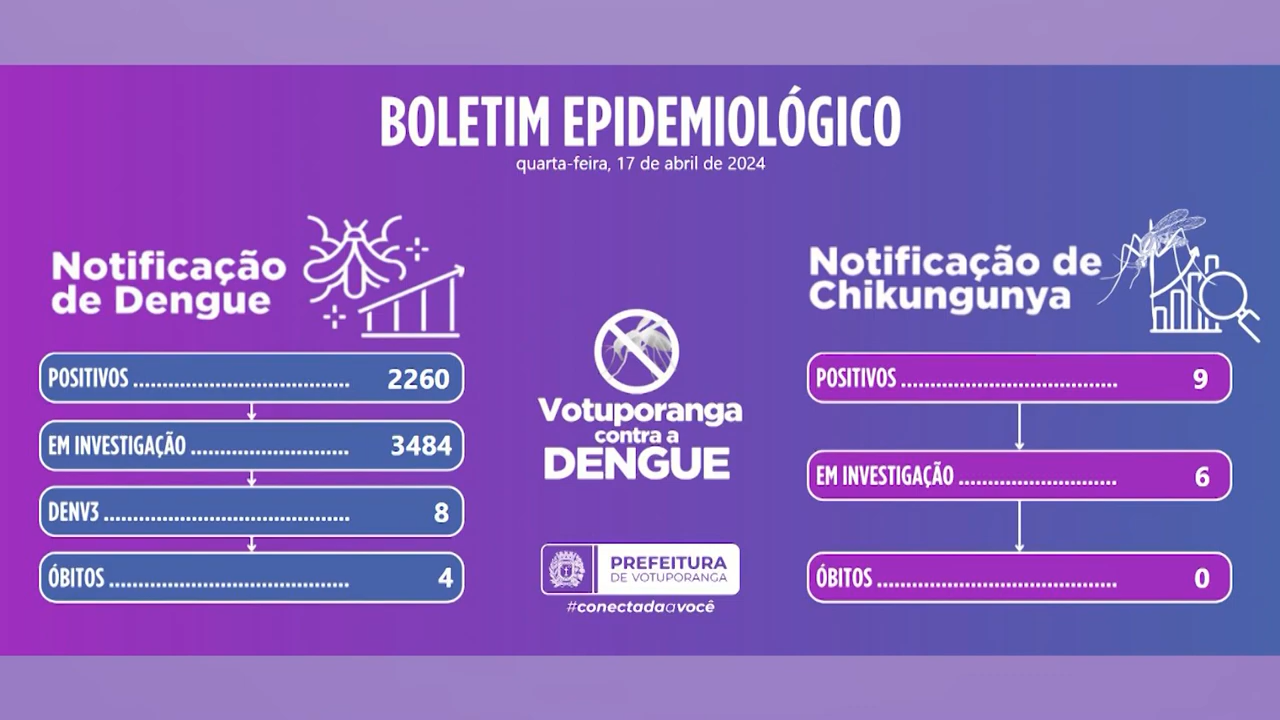 BOLETIM EPIDEMIOLÓGICO
quarta-feira, 17 de abril de 2024
Notificação
de Dengue
POSITIVOS ........................................ 2260
EM INVESTIGAÇÃO ............................. 3484
DENV3 ............................................. 8
ÓBITOS ............................................ 4
Votuporanga
contra a
DENGUE
PREFEITURA
DE VOTUPORANGA
#conectadaavocê
Notificação de
Chikungunya
POSITIVOS ........................................ 9
EM INVESTIGAÇÃO ............................. 6
ÓBITOS ............................................ 0